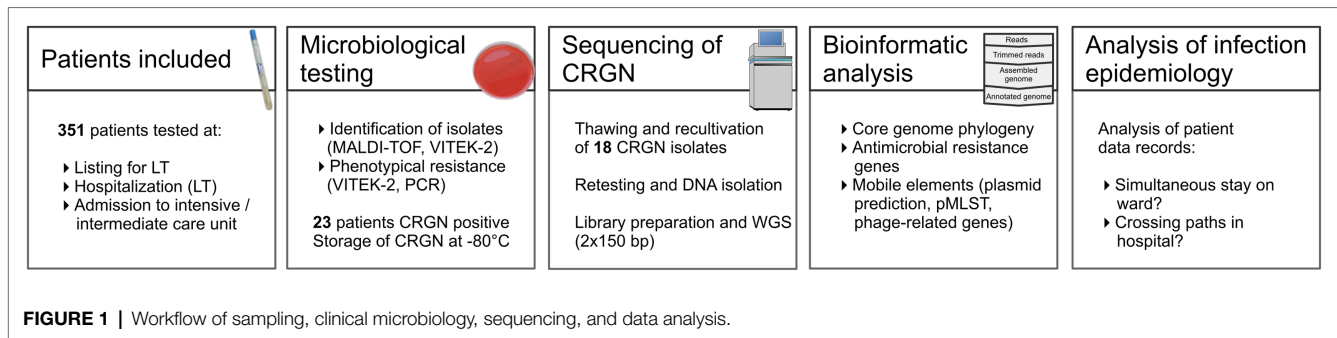 Patients included
351 patients tested at:
▸ Listing for LT
▸ Hospitalization (LT)
▸ Admission to intensive /
intermediate care unit
Microbiological
testing
▸ Identification of isolates
(MALDI-TOF, VITEK-2)
▸ Phenotypical resistance
(VITEK-2, PCR)
23 patients CRGN positive
Storage of CRGN at -80°C
Sequencing of
CRGN
Thawing and recultivation
of 18 CRGN isolates
Retesting and DNA isolation
Library preparation and WGS
(2x150 bp)
Bioinformatic
analysis
Reads
Trimmed reads
Assembled
genome
Annotated genome
▸ Core genome phylogeny
▸ Antimicrobial resistance
genes
▸ Mobile elements (plasmid
prediction, pMLST,
phage-related genes)
Analysis of infection
epidemiology
Analysis of patient
data records:
▸ Simultaneous stay on
ward?
▸ Crossing paths in
hospital?
FIGURE 1 | Workflow of sampling, clinical microbiology, sequencing, and data analysis.